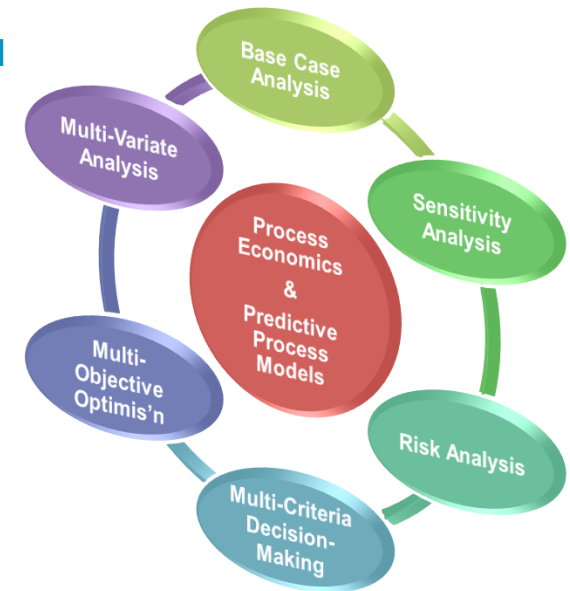 Base Case
Analysis
Sensitivity
Analysis
Risk Analysis
Multi-Criteria
Decision-
Making
Multi-
Objective
Optimis'n
Multi-Variate
Analysis
Process
Economics
&
Predictive
Process
Models